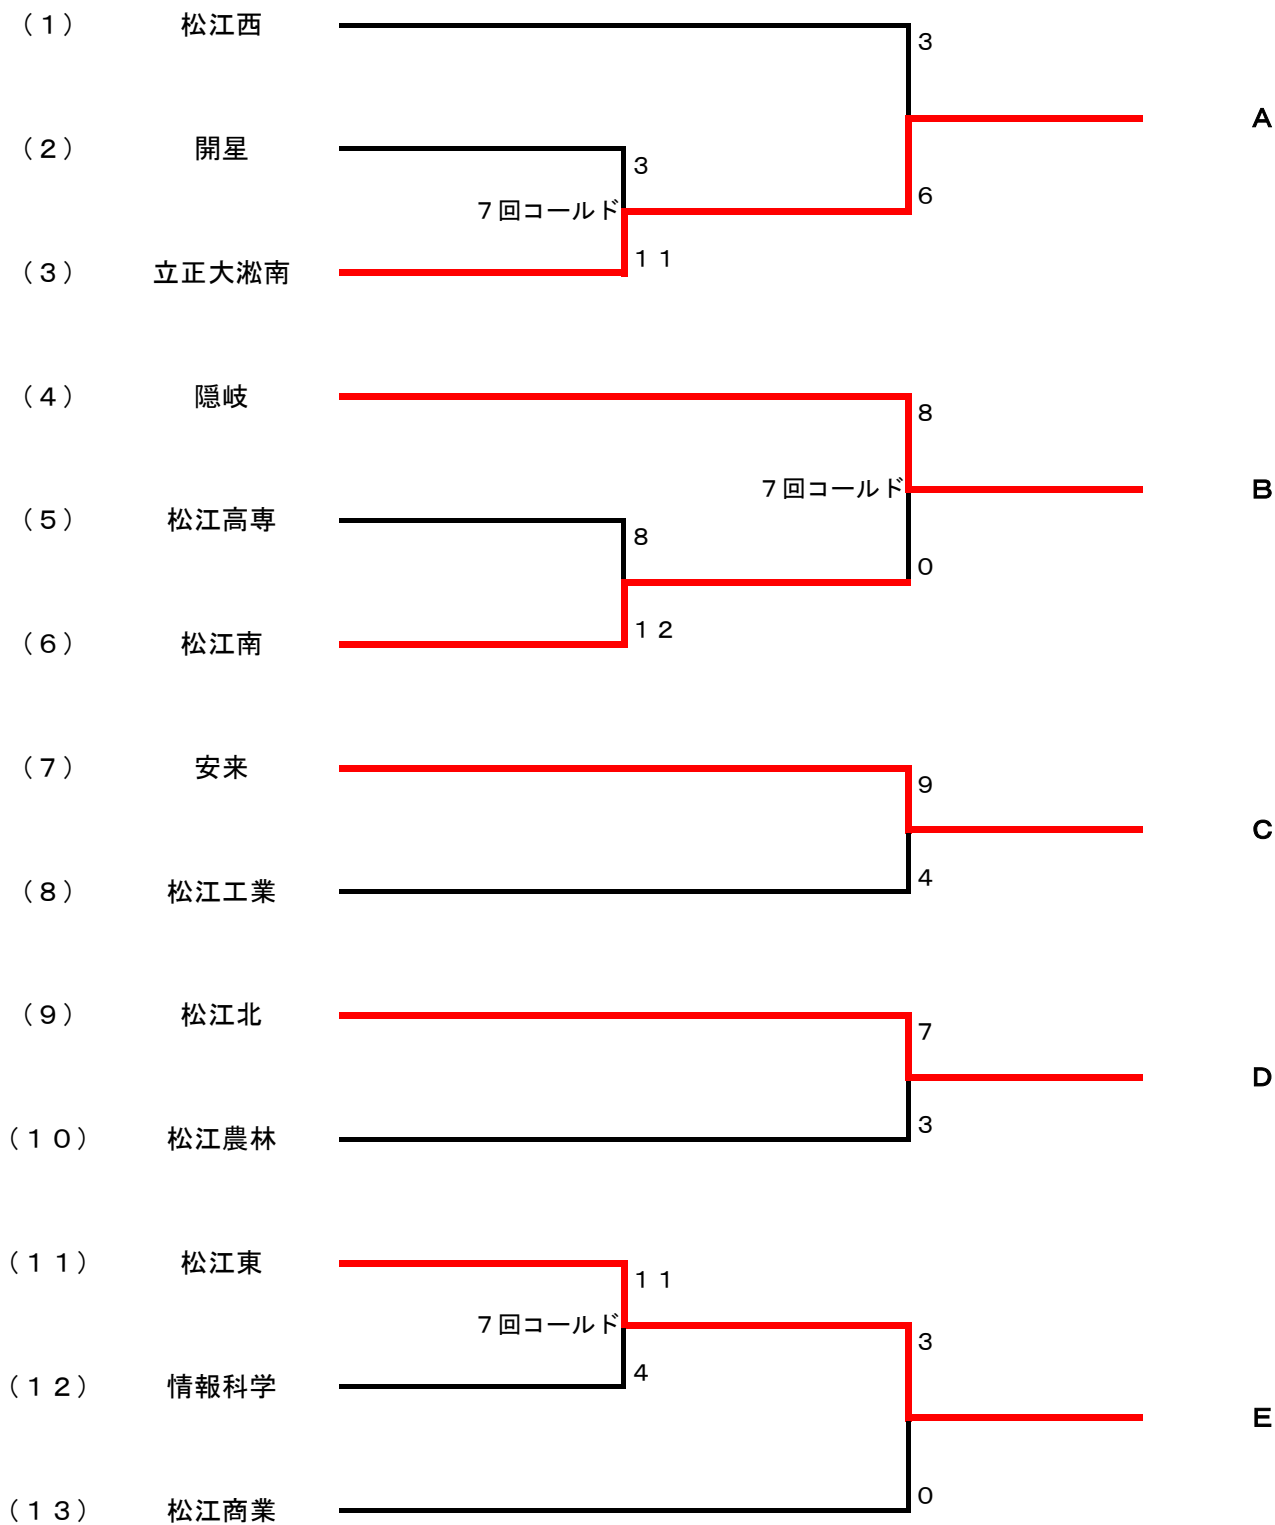 （１） 松江西
3
A
（２） 開星
3
６
７回コールド
（３） 立正大淞南
１１
（４） 隠岐
8
７回コールド
B
（５） 松江高専
8
0
（６） 松江南
１２
（７） 安来
9
C
（８） 松江工業
4
（９） 松江北
7
D
（１０） 松江農林
3
（１１） 松江東
１１
７回コールド
3
（１２） 情報科学
4
E
（１３） 松江商業
0